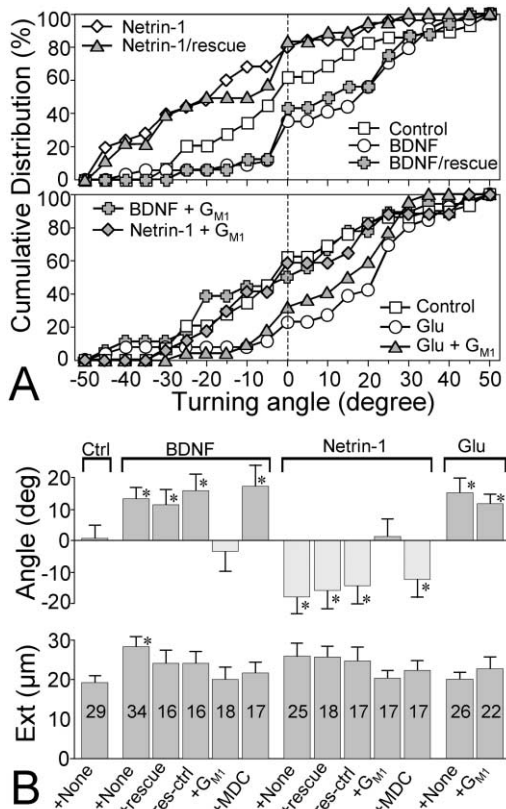 Cumulative Distribution (%)
100
80
60
40
20
0
Netrin-1
Netrin-1/rescue
Control
BDNF
BDNF/rescue
100
80
60
40
20
0
BDNF + GM1
Netrin-1 + GM1
Control
Glu
Glu + GM1
-50 -40 -30 -20 -10 0 10 20 30 40 50
Turning angle (degree)
A
Ctrl BDNF Netrin-1 Glu
Angle (deg)
20
10
0
-10
-20
* * * * * * * * * *
Ext (µm)
30
20
10
0
*
29 34 16 16 18 17 25 18 17 17 17 26 22
+None +None +rescue +res-ctrl +GM1 +MDC +None +rescue +res-ctrl +GM1 +MDC +None +GM1
B